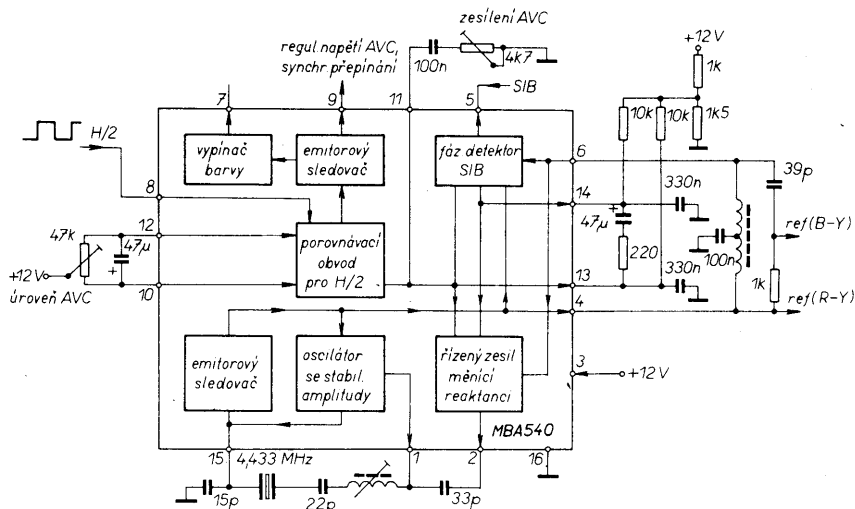 zesílení AVC
regul. napětí AVC,
synchr. přepínání
100n
4k7
+12V
1k
7
9
11
5
SIB
10k
10k
1k5
H/2
vypínač
barvy
emitorový
sledovač
fáz detektor
SIB
6
39p
8
14
330n
47k
12
47µ
47µ
ref(B-Y)
porovnávací
obvod
pro H/2
220
100n
+12V
330n
13
úroveň AVC
10
4
1k
ref(R-Y)
emitorový
sledovač
oscilátor
se stabil.
amplitudy
řízený zesil
měnící
reaktanci
3
+12V
MBA540
15
4,433 MHz
1
2
16
15p
22p
33p